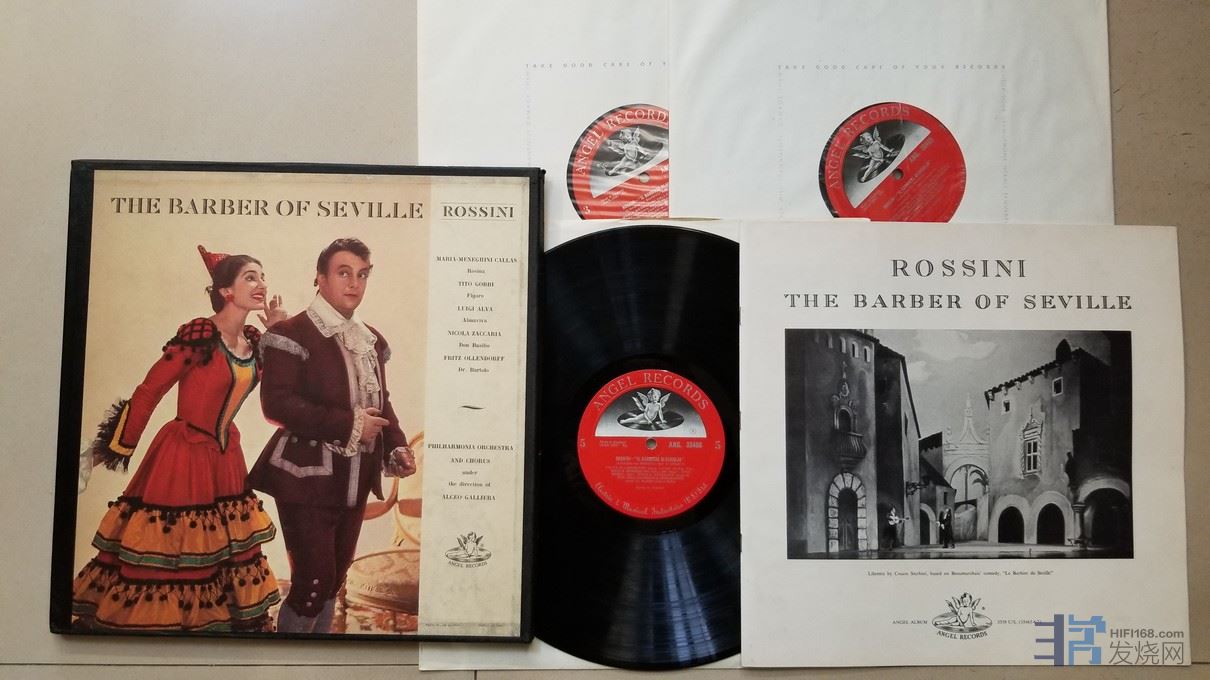 TAKE GOOD CARE OF
TAKE GOOD CARE OF YOUR RECORDS
ANGEL RECORDS
ANGEL RECORDS
THE BARBER OF SEVILLE
ROSSINI
MARIA-MENEGHINI CALLAS
Rosina
TITO GOBBI
Figaro
LUIGI ALVA
Almaviva
NICOLA ZACCARIA
Don Basilio
FRITZ OLLENDORFF
Dr. Bartolo
PHILHARMONIA ORCHESTRA
AND CHORUS
under
the direction of
ALCEO GALLIERA
ANGEL RECORDS
ANGEL RECORDS
5
5
ROSSINI
THE BARBER OF SEVILLE
Libretto by Cesare Sterbini, based on Beaumarchais' comedy, "Le Barbier de Seville"
ANGEL ALBUM
ANGEL RECORDS
HIFI168.com
发烧网